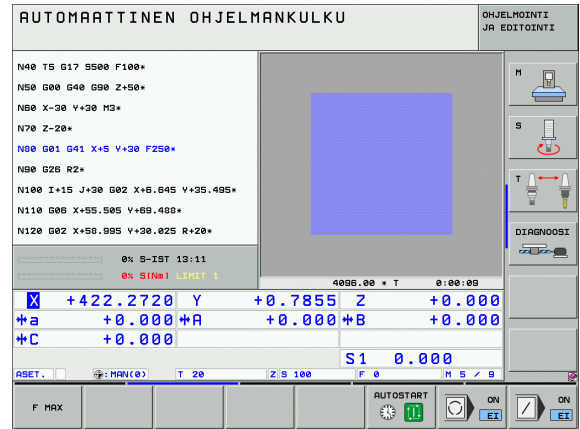 AUTOMAATTINEN OHJELMANKULKU
OHJELMOINTI
JA EDITOINTI
N40 T5 G17 S500 F100*
N50 G00 G40 G90 Z+50*
N60 X-30 Y+30 M3*
N70 Z-20*
N80 G01 G41 X+5 Y+30 F250*
N90 G26 R2*
N100 I+15 J+30 G02 X+6.645 Y+35.495*
N110 G06 X+55.505 Y+69.488*
N120 G02 X+58.995 Y+30.025 R+20*
0% S-IST 13:11
0% S[Nm] LIMIT 1
4096.00 * T 0:00:09
M
S
T
DIAGNOOSI
X +422.2720 Y +0.7855 Z +0.000
*a +0.000 *A +0.000 *B +0.000
*C +0.000
S1 0.000
ASET. : MAN(0) T 20 Z S 100 F 0 M 5 / 9
F MAX
AUTOSTART
ON
EI
ON
EI